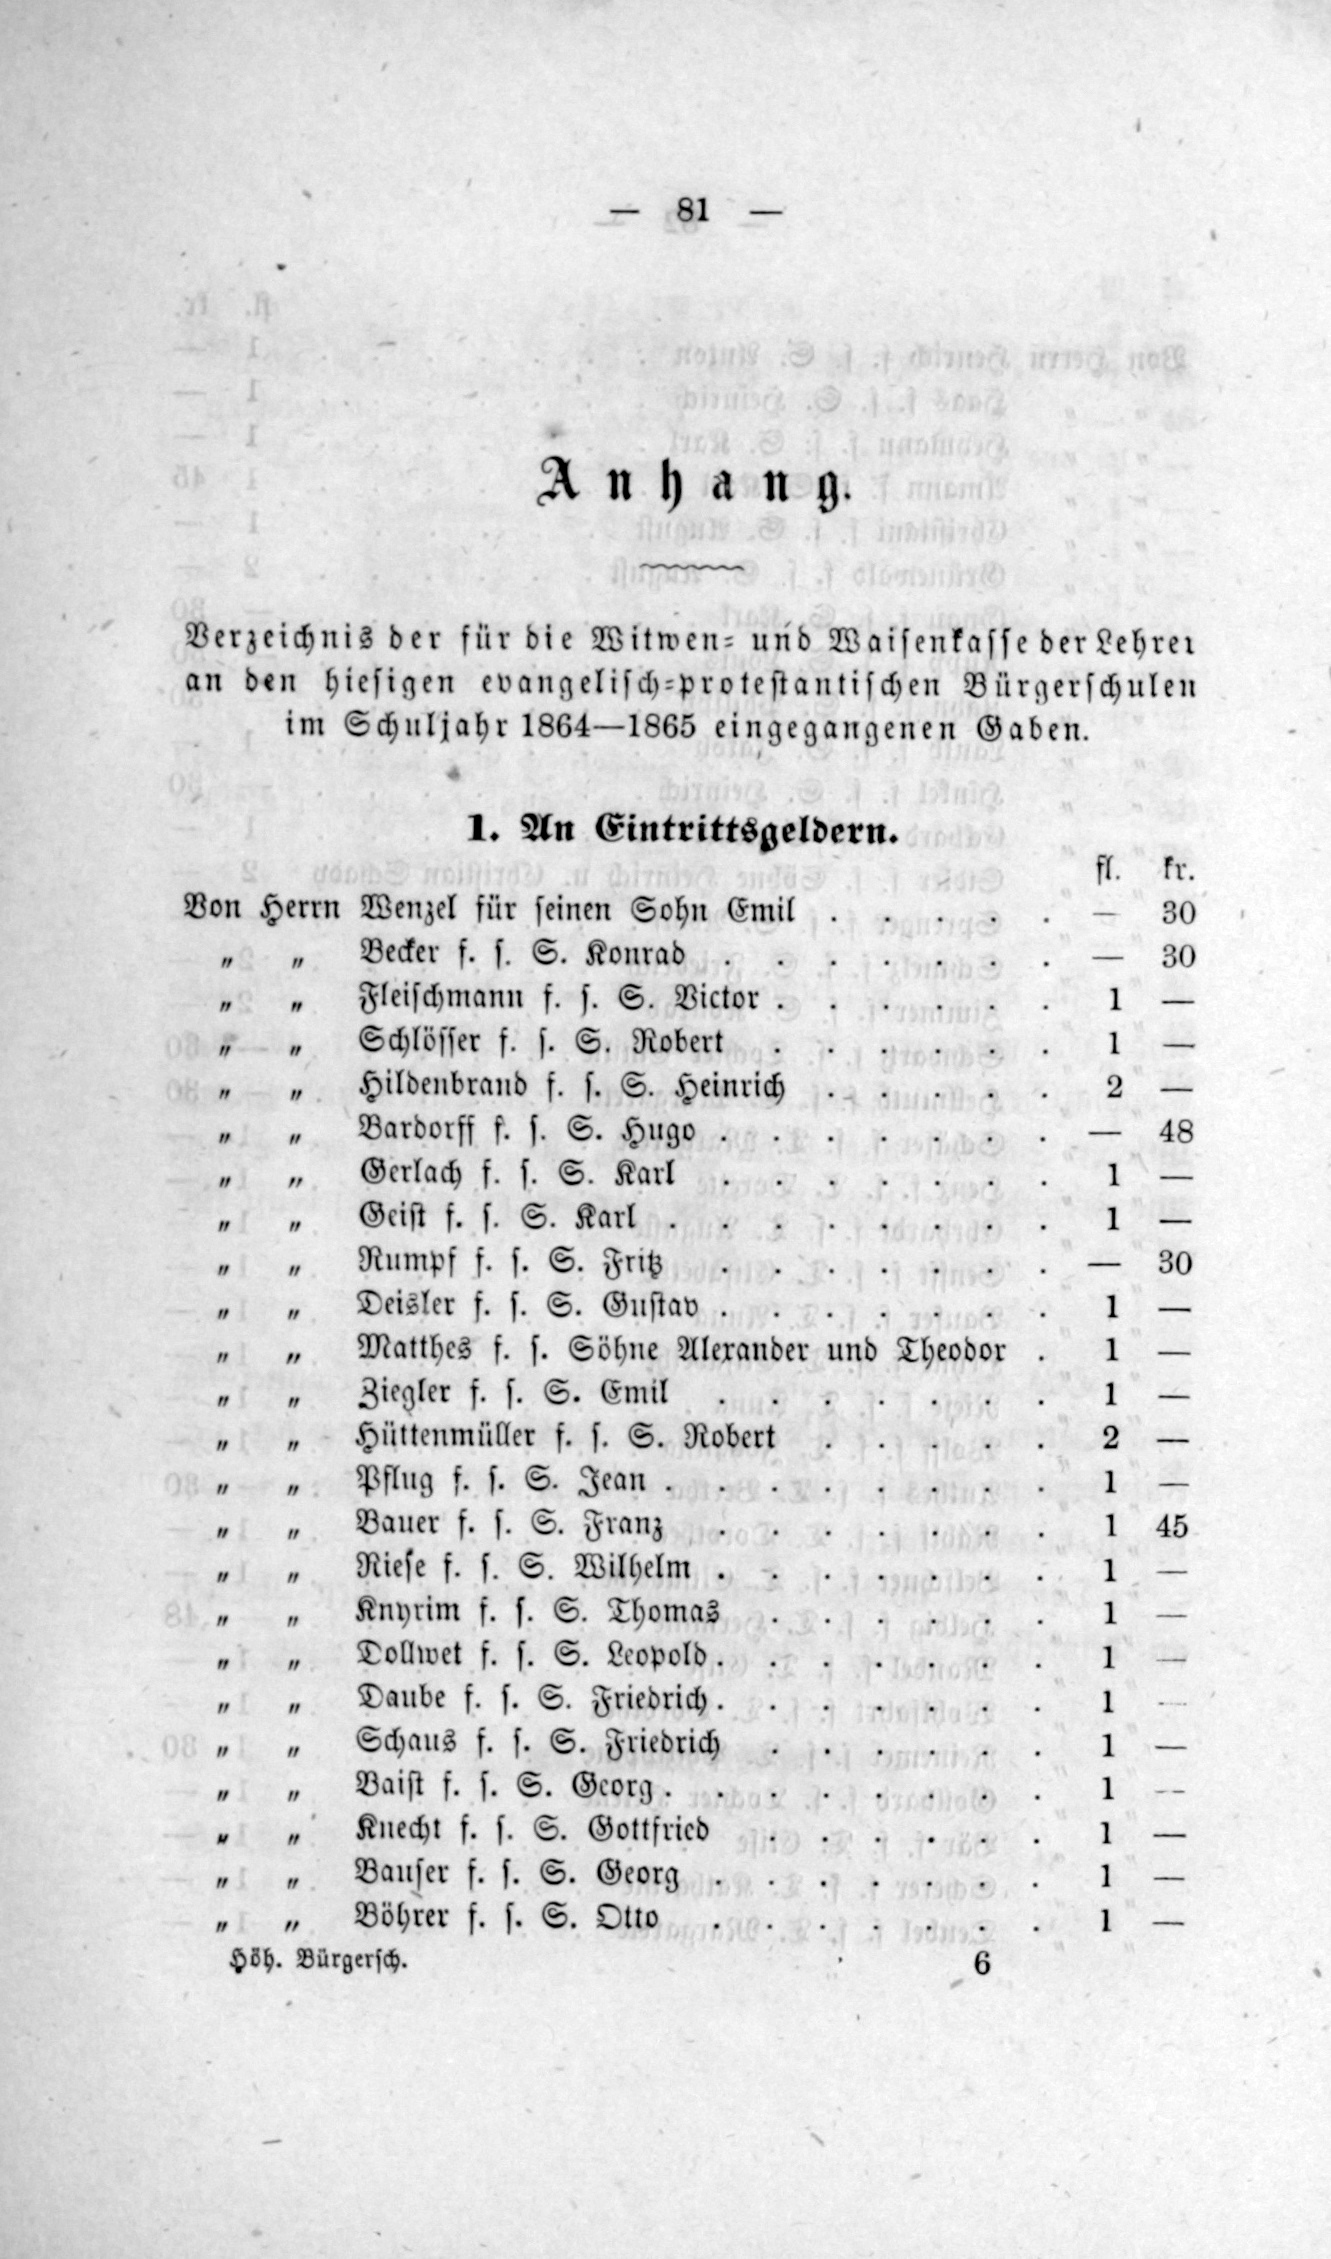 — 81 —
Anhang.
Verzeichnis der für die Witwen- und Waisenkasse der Lehrer
an den hiesigen evangelisch-protestantischen Bürgerschulen
im Schuljahr 1864—1865 eingegangenen Gaben.
1. An Eintrittsgeldern.
fl. kr.
Von Herrn Wenzel für seinen Sohn Emil . . . . . — 30
„ „ Becker f. s. S. Konrad . . . . . . . — 30
„ „ Fleischmann f. s. S. Victor . . . . . . 1 —
„ „ Schlösser f. s. S. Robert . . . . . . 1 —
„ „ Hildenbrand f. s. S. Heinrich . . . . . 2 —
„ „ Bardorff f. s. S. Hugo . . . . . . . — 48
„ „ Gerlach f. s. S. Karl . . . . . . . 1 —
„ „ Geist f. s. S. Karl . . . . . . . . 1 —
„ „ Rumpf f. s. S. Fritz . . . . . . . — 30
„ „ Deisler f. s. S. Gustav . . . . . . . 1 —
„ „ Matthes f. s. Söhne Alexander und Theodor . 1 —
„ „ Ziegler f. s. S. Emil . . . . . . . 1 —
„ „ Hüttenmüller f. s. S. Robert . . . . . 2 —
„ „ Pflug f. s. S. Jean . . . . . . . . 1 —
„ „ Bauer f. s. S. Franz . . . . . . . 1 45
„ „ Riese f. s. S. Wilhelm . . . . . . . 1 —
„ „ Knyrim f. s. S. Thomas . . . . . . 1 —
„ „ Dollwet f. s. S. Leopold . . . . . . . 1 —
„ „ Daube f. s. S. Friedrich . . . . . . . 1 —
„ „ Schaus f. s. S. Friedrich . . . . . . 1 —
„ „ Baist f. s. S. Georg . . . . . . . . 1 —
„ „ Knecht f. s. S. Gottfried . . . . . . 1 —
„ „ Bauser f. s. S. Georg . . . . . . . 1 —
„ „ Böhrer f. s. S. Otto . . . . . . . 1 —
Höh. Bürgersch. 6